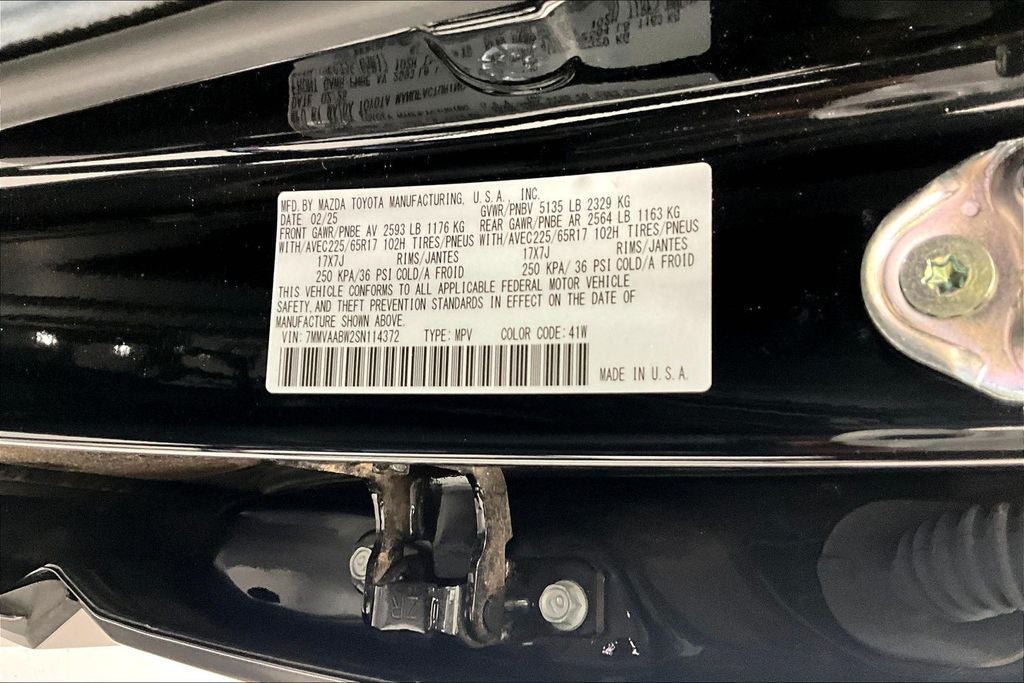 MFD. BY MAZDA TOYOTA MANUFACTURING, U.S.A. INC.
DATE 02/25 GVWR/PNBV 5135 LB 2329 KG
FRONT GAWR/PNBE AV 2593 LB 1176 KG REAR GAWR/PNBE AR 2564 LB 1163 KG
WITH/AVEC225/65R17 102H TIRES/PNEUS WITH/AVEC225/65R17 102H TIRES/PNEUS
17X7J RIMS/JANTES 17X7J RIMS/JANTES
250 KPA/36 PSI COLD/A FROID 250 KPA/ 36 PSI COLD/A FROID
THIS VEHICLE CONFORMS TO ALL APPLICABLE FEDERAL MOTOR VEHICLE
SAFETY, AND THEFT PREVENTION STANDARDS IN EFFECT ON THE DATE OF
MANUFACTURE SHOWN ABOVE.
VIN: 7MMVAABW2SN114372 TYPE: MPV COLOR CODE: 41W
MADE IN U.S.A.
ZR